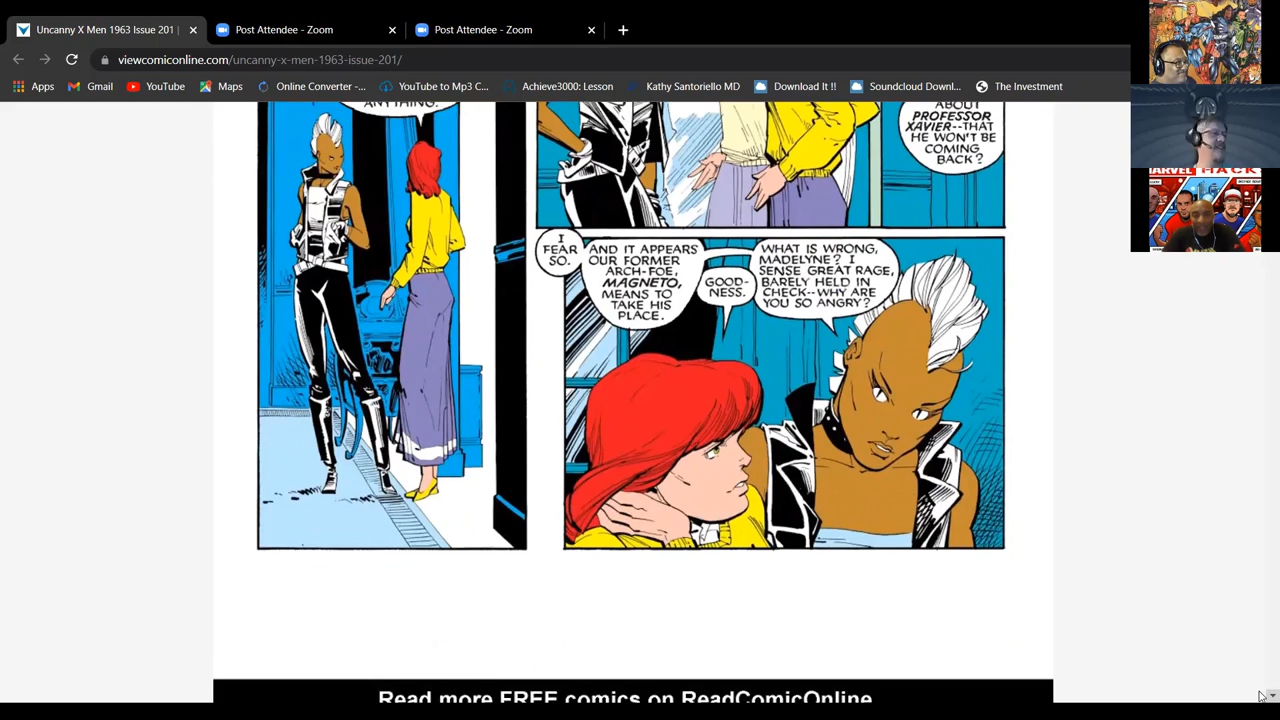 Uncanny X Men 1963 Issue 201 |
Post Attendee - Zoom
Post Attendee - Zoom
viewcomiconline.com/uncanny-x-men-1963-issue-201/
Apps
Gmail
YouTube
Maps
Online Converter -...
YouTube to Mp3 C...
Achieve3000: Lesson
Kathy Santoriello MD
Download It !!
Soundcloud Downl...
The Investment
ANYTHING.
ABOUT
PROFESSOR
XAVIER--THAT
HE WON'T BE
COMING
BACK?
I
FEAR
SO.
AND IT APPEARS
OUR FORMER
ARCH-FOE,
MAGNETO,
MEANS TO
TAKE HIS
PLACE.
GOOD-
NESS.
WHAT IS WRONG,
MADELYNE? I
SENSE GREAT RAGE,
BARELY HELD IN
CHECK--WHY ARE
YOU SO ANGRY?
Read more FREE comics on ReadComicOnline
MARVEL HACK